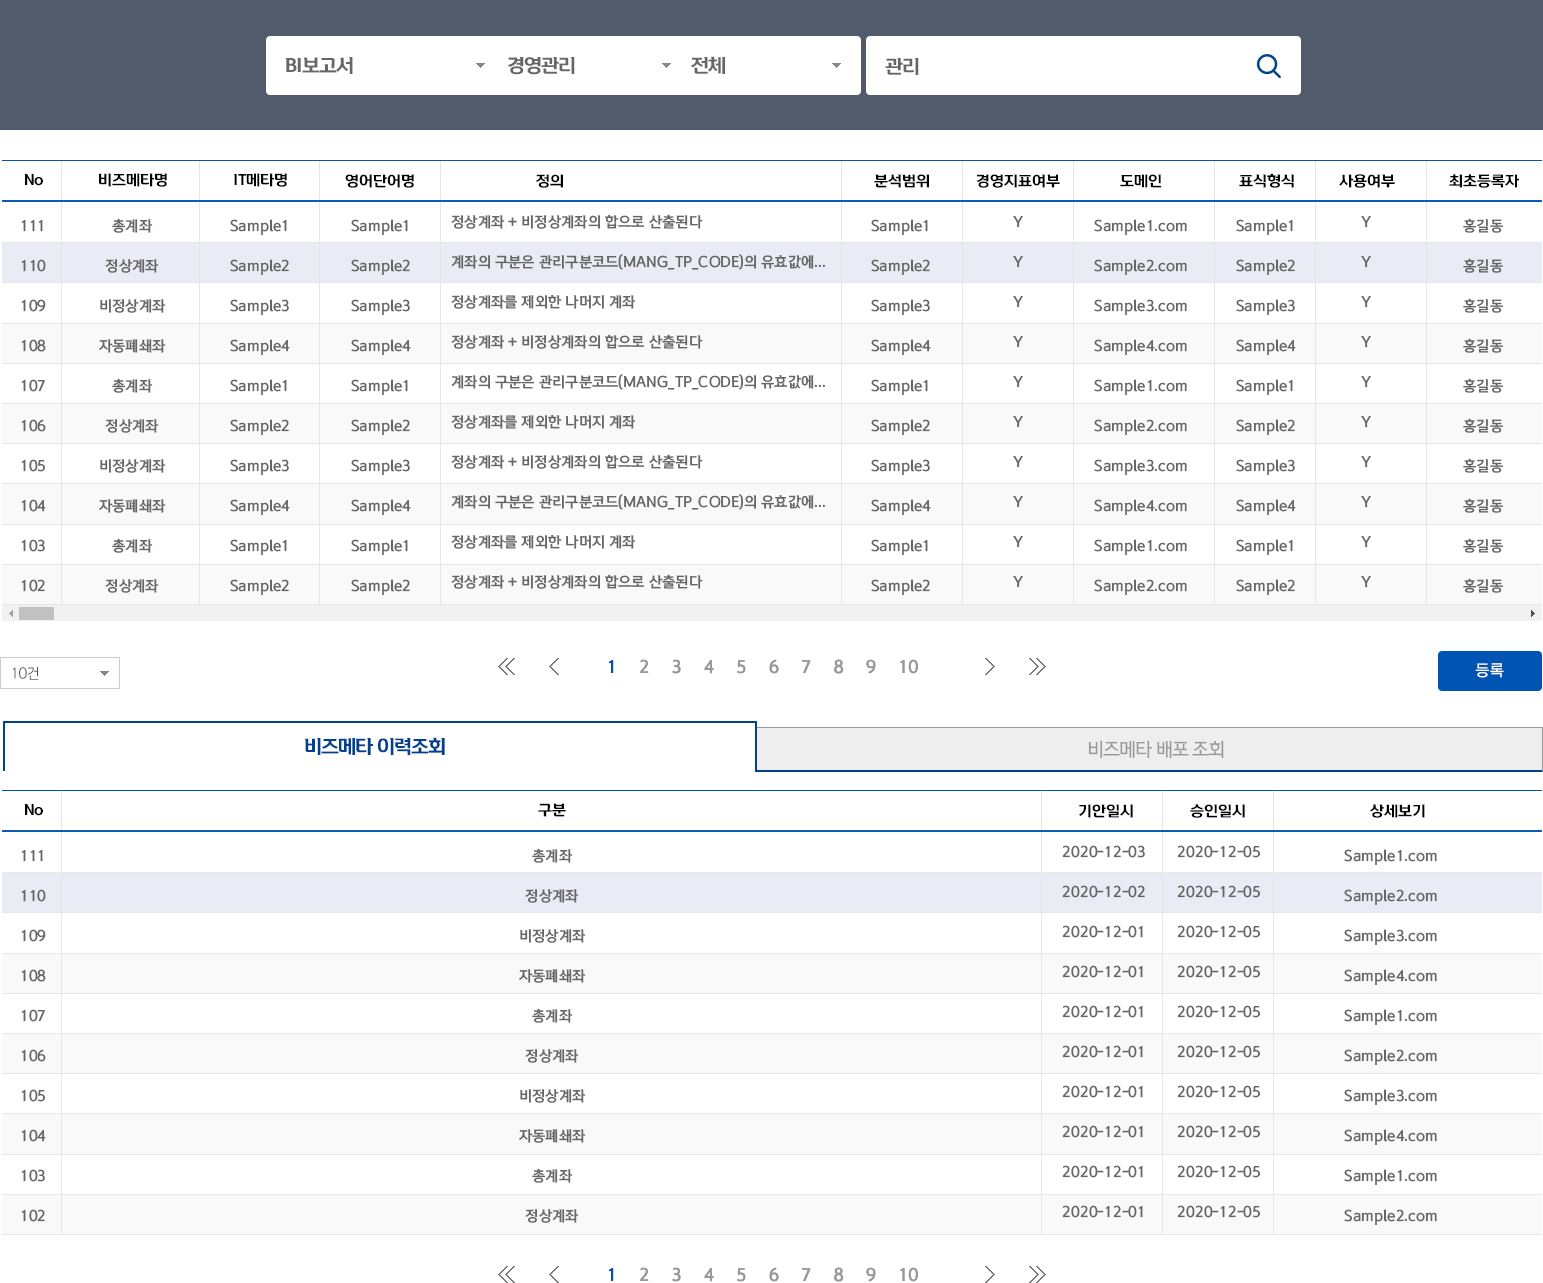 BI보고서 경영관리 전체 관리
No 비즈메타명 IT메타명 영어단어명 정의 분석범위 경영지표여부 도메인 표식형식 사용여부 최초등록자
111 총계좌 Sample1 Sample1 정상계좌 + 비정상계좌의 합으로 산출된다 Sample1 Y Sample1.com Sample1 Y 홍길동
110 정상계좌 Sample2 Sample2 계좌의 구분은 관리구분코드(MANG_TP_CODE)의 유효값에... Sample2 Y Sample2.com Sample2 Y 홍길동
109 비정상계좌 Sample3 Sample3 정상계좌를 제외한 나머지 계좌 Sample3 Y Sample3.com Sample3 Y 홍길동
108 자동폐쇄좌 Sample4 Sample4 정상계좌 + 비정상계좌의 합으로 산출된다 Sample4 Y Sample4.com Sample4 Y 홍길동
107 총계좌 Sample1 Sample1 계좌의 구분은 관리구분코드(MANG_TP_CODE)의 유효값에... Sample1 Y Sample1.com Sample1 Y 홍길동
106 정상계좌 Sample2 Sample2 정상계좌를 제외한 나머지 계좌 Sample2 Y Sample2.com Sample2 Y 홍길동
105 비정상계좌 Sample3 Sample3 정상계좌 + 비정상계좌의 합으로 산출된다 Sample3 Y Sample3.com Sample3 Y 홍길동
104 자동폐쇄좌 Sample4 Sample4 계좌의 구분은 관리구분코드(MANG_TP_CODE)의 유효값에... Sample4 Y Sample4.com Sample4 Y 홍길동
103 총계좌 Sample1 Sample1 정상계좌를 제외한 나머지 계좌 Sample1 Y Sample1.com Sample1 Y 홍길동
102 정상계좌 Sample2 Sample2 정상계좌 + 비정상계좌의 합으로 산출된다 Sample2 Y Sample2.com Sample2 Y 홍길동
10건 1 2 3 4 5 6 7 8 9 10 등록
비즈메타 이력조회 비즈메타 배포 조회
No 구분 기안일시 승인일시 상세보기
111 총계좌 2020-12-03 2020-12-05 Sample1.com
110 정상계좌 2020-12-02 2020-12-05 Sample2.com
109 비정상계좌 2020-12-01 2020-12-05 Sample3.com
108 자동폐쇄좌 2020-12-01 2020-12-05 Sample4.com
107 총계좌 2020-12-01 2020-12-05 Sample1.com
106 정상계좌 2020-12-01 2020-12-05 Sample2.com
105 비정상계좌 2020-12-01 2020-12-05 Sample3.com
104 자동폐쇄좌 2020-12-01 2020-12-05 Sample4.com
103 총계좌 2020-12-01 2020-12-05 Sample1.com
102 정상계좌 2020-12-01 2020-12-05 Sample2.com
1 2 3 4 5 6 7 8 9 10